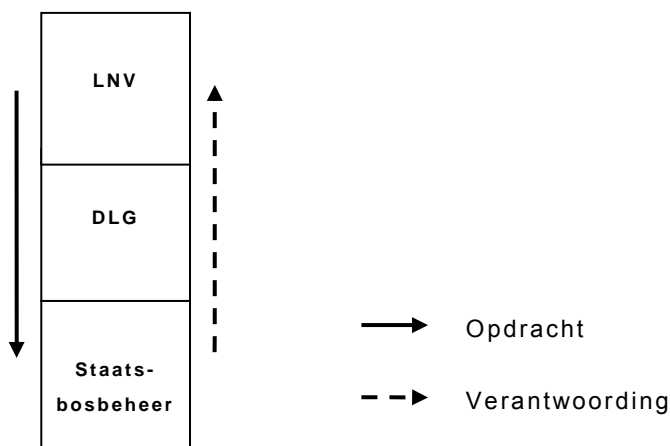 LNV
DLG
Staats-
bosbeheer
Opdracht
Verantwoording